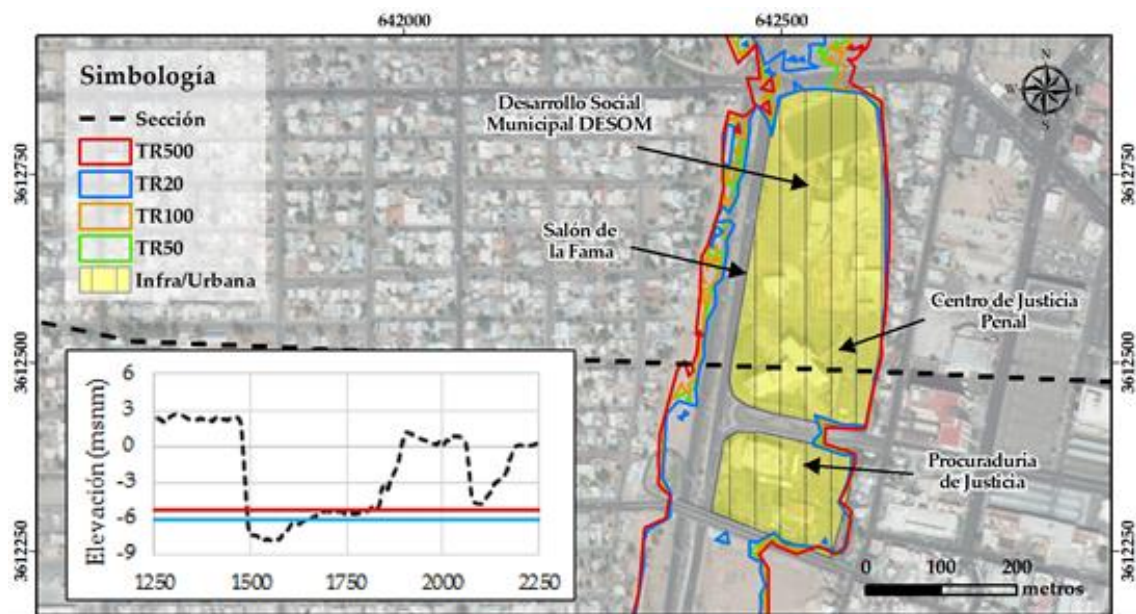 642000
642500
Simbología
Sección
TR500
TR20
TR100
TR50
Infra/Urbana
Desarrollo Social
Municipal DESOM
Salón de
la Fama
Centro de Justicia
Penal
Procuraduria
de Justicia
N
W
E
S
3612750
3612500
3612250
3612750
3612500
3612250
Elevación (msnm)
6
3
0
-3
-6
-9
1250
1500
1750
2000
2250
0
100
200
metros